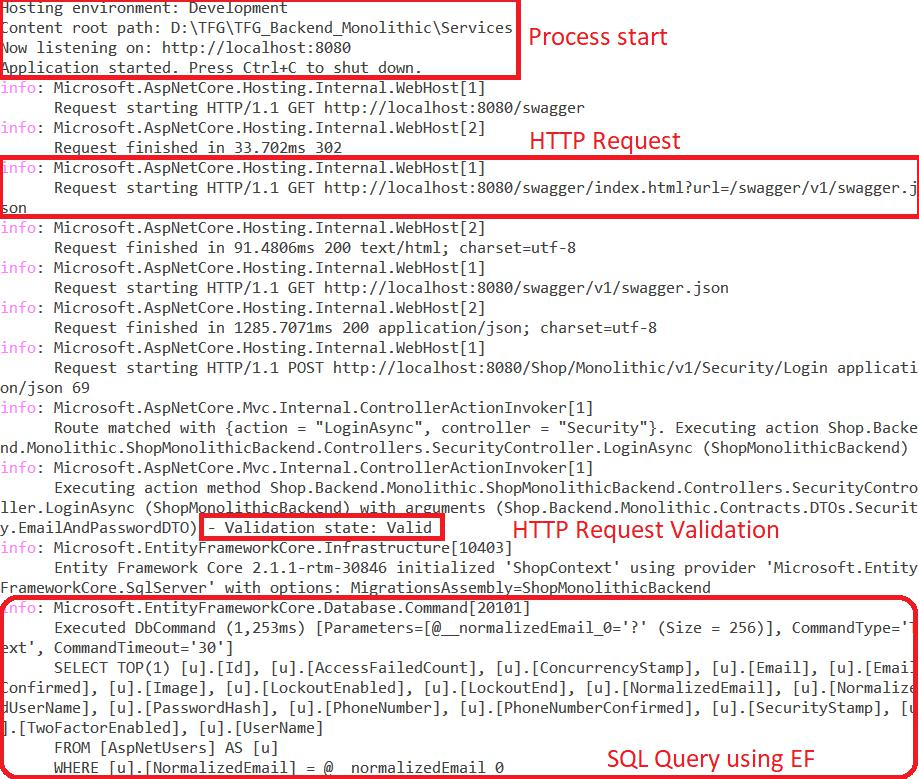 Hosting environment: Development
Content root path: D:\TFG\TFG_Backend_Monolithic\Services
Process start
Now listening on: http://localhost:8080
Application started. Press Ctrl+C to shut down.
info: Microsoft.AspNetCore.Hosting.Internal.WebHost[1]
Request starting HTTP/1.1 GET http://localhost:8080/swagger
info: Microsoft.AspNetCore.Hosting.Internal.WebHost[2]
Request finished in 33.702ms 302
HTTP Request
info: Microsoft.AspNetCore.Hosting.Internal.WebHost[1]
Request starting HTTP/1.1 GET http://localhost:8080/swagger/index.html?url=/swagger/v1/swagger.j
son
info: Microsoft.AspNetCore.Hosting.Internal.WebHost[2]
Request finished in 91.4806ms 200 text/html; charset=utf-8
info: Microsoft.AspNetCore.Hosting.Internal.WebHost[1]
Request starting HTTP/1.1 GET http://localhost:8080/swagger/v1/swagger.json
info: Microsoft.AspNetCore.Hosting.Internal.WebHost[2]
Request finished in 1285.7071ms 200 application/json; charset=utf-8
info: Microsoft.AspNetCore.Hosting.Internal.WebHost[1]
Request starting HTTP/1.1 POST http://localhost:8080/Shop/Monolithic/v1/Security/Login applicati
on/json 69
info: Microsoft.AspNetCore.Mvc.Internal.ControllerActionInvoker[1]
Route matched with {action = "LoginAsync", controller = "Security"}. Executing action Shop.Backe
nd.Monolithic.ShopMonolithicBackend.Controllers.SecurityController.LoginAsync (ShopMonolithicBackend)
info: Microsoft.AspNetCore.Mvc.Internal.ControllerActionInvoker[1]
Executing action method Shop.Backend.Monolithic.ShopMonolithicBackend.Controllers.SecurityContro
ller.LoginAsync (ShopMonolithicBackend) with arguments (Shop.Backend.Monolithic.Contracts.DTOs.Securit
y.EmailAndPasswordDTO) - Validation state: Valid
HTTP Request Validation
info: Microsoft.EntityFrameworkCore.Infrastructure[10403]
Entity Framework Core 2.1.1-rtm-30846 initialized 'ShopContext' using provider 'Microsoft.Entity
FrameworkCore.SqlServer' with options: MigrationsAssembly=ShopMonolithicBackend
info: Microsoft.EntityFrameworkCore.Database.Command[20101]
Executed DbCommand (1,253ms) [Parameters=[@__normalizedEmail_0='?' (Size = 256)], CommandType='T
ext', CommandTimeout='30']
SELECT TOP(1) [u].[Id], [u].[AccessFailedCount], [u].[ConcurrencyStamp], [u].[Email], [u].[Email
Confirmed], [u].[Image], [u].[LockoutEnabled], [u].[LockoutEnd], [u].[NormalizedEmail], [u].[Normalize
dUserName], [u].[PasswordHash], [u].[PhoneNumber], [u].[PhoneNumberConfirmed], [u].[SecurityStamp], [u
].[TwoFactorEnabled], [u].[UserName]
FROM [AspNetUsers] AS [u]
WHERE [u].[NormalizedEmail] = @__normalizedEmail_0
SQL Query using EF